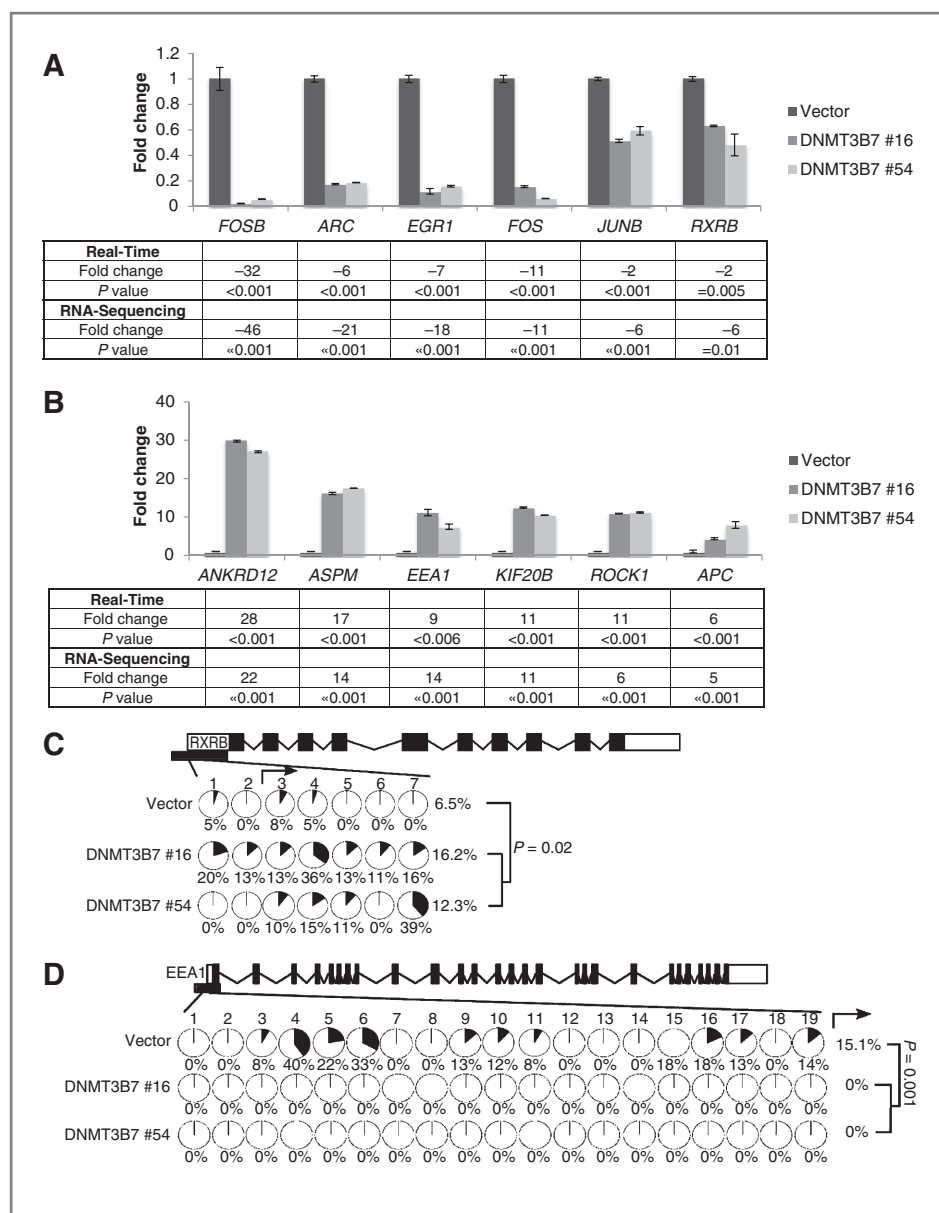 A
Fold change
1.2
1
0.8
0.6
0.4
0.2
0
FOSB ARC EGR1 FOS JUNB RXRB
Vector
DNMT3B7 #16
DNMT3B7 #54
Real-Time
Fold change –32 –6 –7 –11 –2 –2
P value <0.001 <0.001 <0.001 <0.001 <0.001 =0.005
RNA-Sequencing
Fold change –46 –21 –18 –11 –6 –6
P value «0.001 «0.001 «0.001 «0.001 «0.001 =0.01
B
Fold change
40
30
20
10
0
ANKRD12 ASPM EEA1 KIF20B ROCK1 APC
Vector
DNMT3B7 #16
DNMT3B7 #54
Real-Time
Fold change 28 17 9 11 11 6
P value <0.001 <0.001 <0.006 <0.001 <0.001 <0.001
RNA-Sequencing
Fold change 22 14 14 11 6 5
P value «0.001 «0.001 «0.001 «0.001 «0.001 «0.001
C
RXRB
1 2 3 4 5 6 7
Vector 6.5%
5% 0% 8% 5% 0% 0% 0%
P = 0.02
DNMT3B7 #16 16.2%
20% 13% 13% 36% 13% 11% 16%
DNMT3B7 #54 12.3%
0% 0% 10% 15% 11% 0% 39%
D
EEA1
1 2 3 4 5 6 7 8 9 10 11 12 13 14 15 16 17 18 19
Vector 15.1%
0% 0% 8% 40% 22% 33% 0% 0% 13% 12% 8% 0% 0% 0% 18% 18% 13% 0% 14%
P = 0.001
DNMT3B7 #16 0%
0% 0% 0% 0% 0% 0% 0% 0% 0% 0% 0% 0% 0% 0% 0% 0% 0% 0% 0%
DNMT3B7 #54 0%
0% 0% 0% 0% 0% 0% 0% 0% 0% 0% 0% 0% 0% 0% 0% 0% 0% 0% 0%